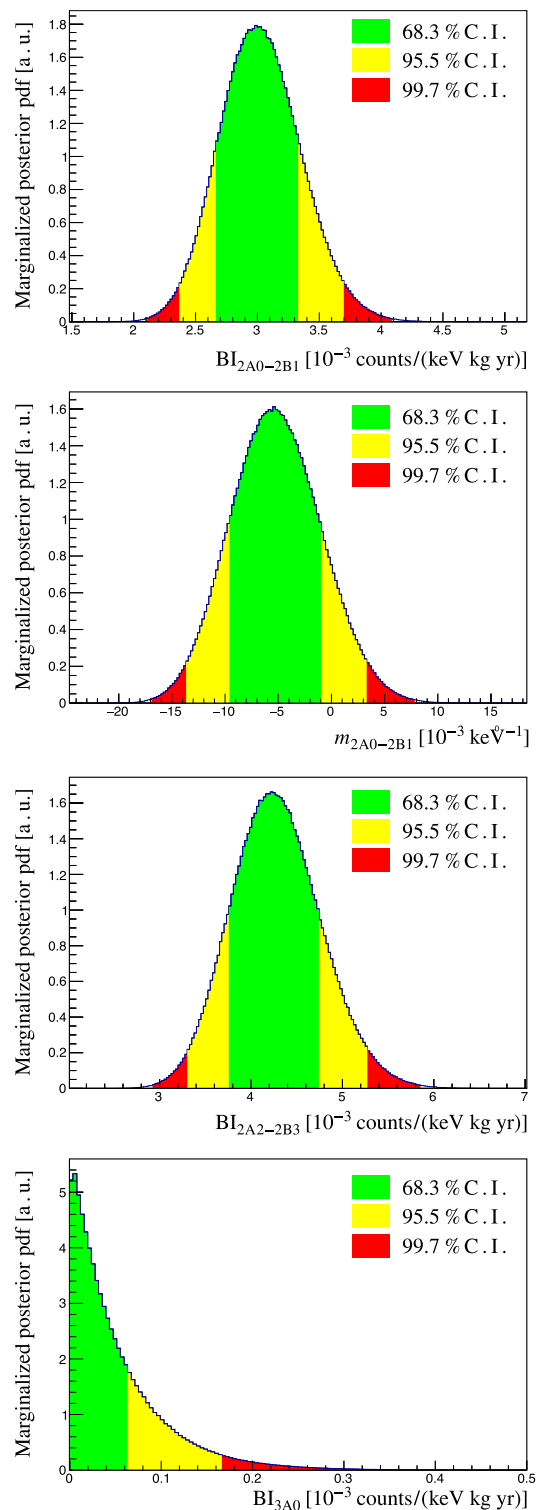 Marginalized posterior pdf [a.u.]
1.8
1.6
1.4
1.2
1
0.8
0.6
0.4
0.2
0
68.3 % C.I.
95.5 % C.I.
99.7 % C.I.
1.5 2 2.5 3 3.5 4 4.5 5
BI2A0−2B1 [10−3 counts/(keV kg yr)]
Marginalized posterior pdf [a.u.]
1.6
1.4
1.2
1
0.8
0.6
0.4
0.2
0
68.3 % C.I.
95.5 % C.I.
99.7 % C.I.
−20 −15 −10 −5 0 5 10 15
m2A0−2B1 [10−3 keV−1]
Marginalized posterior pdf [a.u.]
1.6
1.4
1.2
1
0.8
0.6
0.4
0.2
0
68.3 % C.I.
95.5 % C.I.
99.7 % C.I.
3 4 5 6 7
BI2A2−2B3 [10−3 counts/(keV kg yr)]
Marginalized posterior pdf [a.u.]
5
4
3
2
1
0
68.3 % C.I.
95.5 % C.I.
99.7 % C.I.
0 0.1 0.2 0.3 0.4 0.5
BI3A0 [10−3 counts/(keV kg yr)]